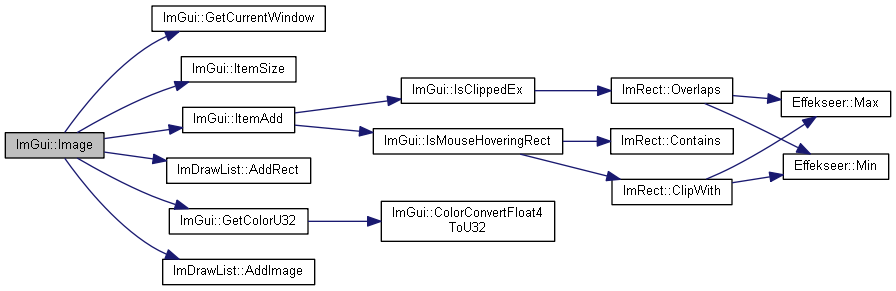 ImGui::Image
ImGui::GetCurrentWindow
ImGui::ItemSize
ImGui::ItemAdd
ImDrawList::AddRect
ImGui::GetColorU32
ImDrawList::AddImage
ImGui::IsClippedEx
ImGui::IsMouseHoveringRect
ImGui::ColorConvertFloat4
ToU32
ImRect::Overlaps
ImRect::Contains
ImRect::ClipWith
Effekseer::Max
Effekseer::Min